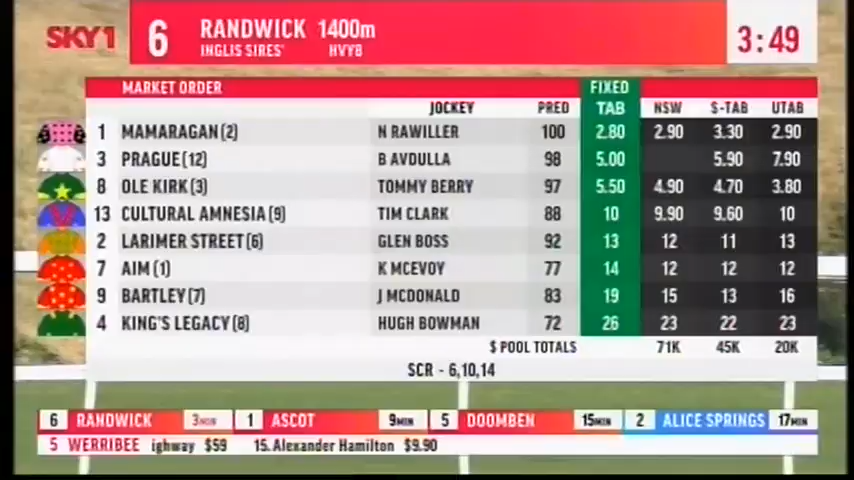 SKY1 6 RANDWICK 1400m 3:49
INGLIS SIRES' HVY8
MARKET ORDER FIXED
JOCKEY PRED TAB NSW S-TAB UTAB
1 MAMARAGAN(2) N RAWILLER 100 2.80 2.90 3.30 2.90
3 PRAGUE(12) B AVDULLA 98 5.00 5.90 7.90
8 OLE KIRK(3) TOMMY BERRY 97 5.50 4.90 4.70 3.80
13 CULTURAL AMNESIA(9) TIM CLARK 88 10 9.90 9.60 10
2 LARIMER STREET(6) GLEN BOSS 92 13 12 11 13
7 AIM(1) K MCEVOY 77 14 12 12 12
9 BARTLEY(7) J MCDONALD 83 19 15 13 16
4 KING'S LEGACY(8) HUGH BOWMAN 72 26 23 22 23
$ POOL TOTALS 71K 45K 20K
SCR - 6,10,14
6 RANDWICK 3MIN 1 ASCOT 9MIN 5 DOOMBEN 15MIN 2 ALICE SPRINGS 17MIN
5 WERRIBEE ighway $59 15.Alexander Hamilton $9.90